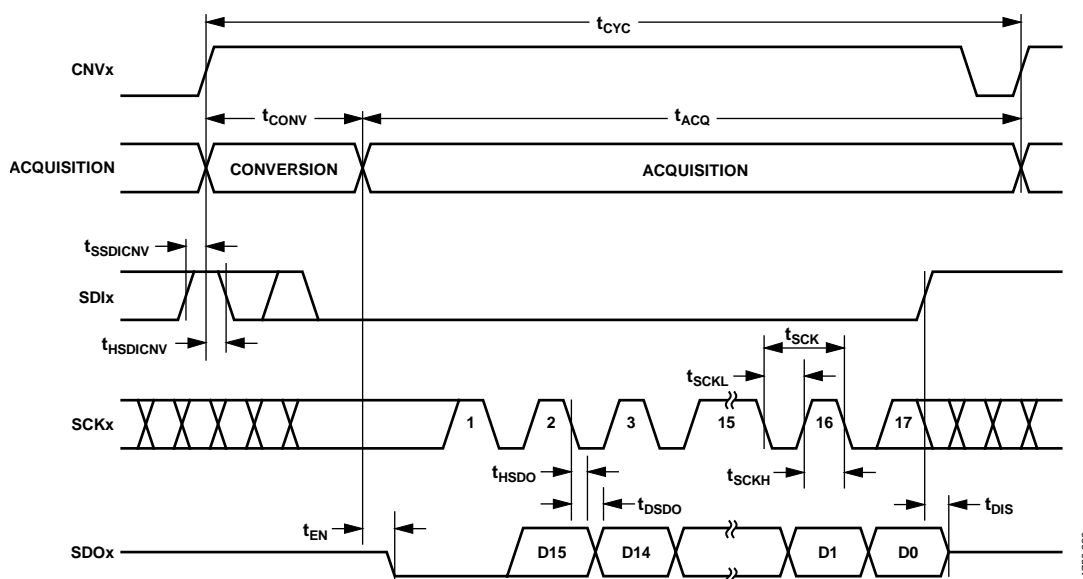 tCYC
CNVx
tCONV
tACQ
ACQUISITION
CONVERSION
ACQUISITION
tSSDICNV
SDIx
tHSDICNV
tSCK
tSCKL
SCKx
1 2 3 15 16 17
tHSDO
tSCKH
tDSDO
tDIS
tEN
SDOx
D15 D14 D1 D0